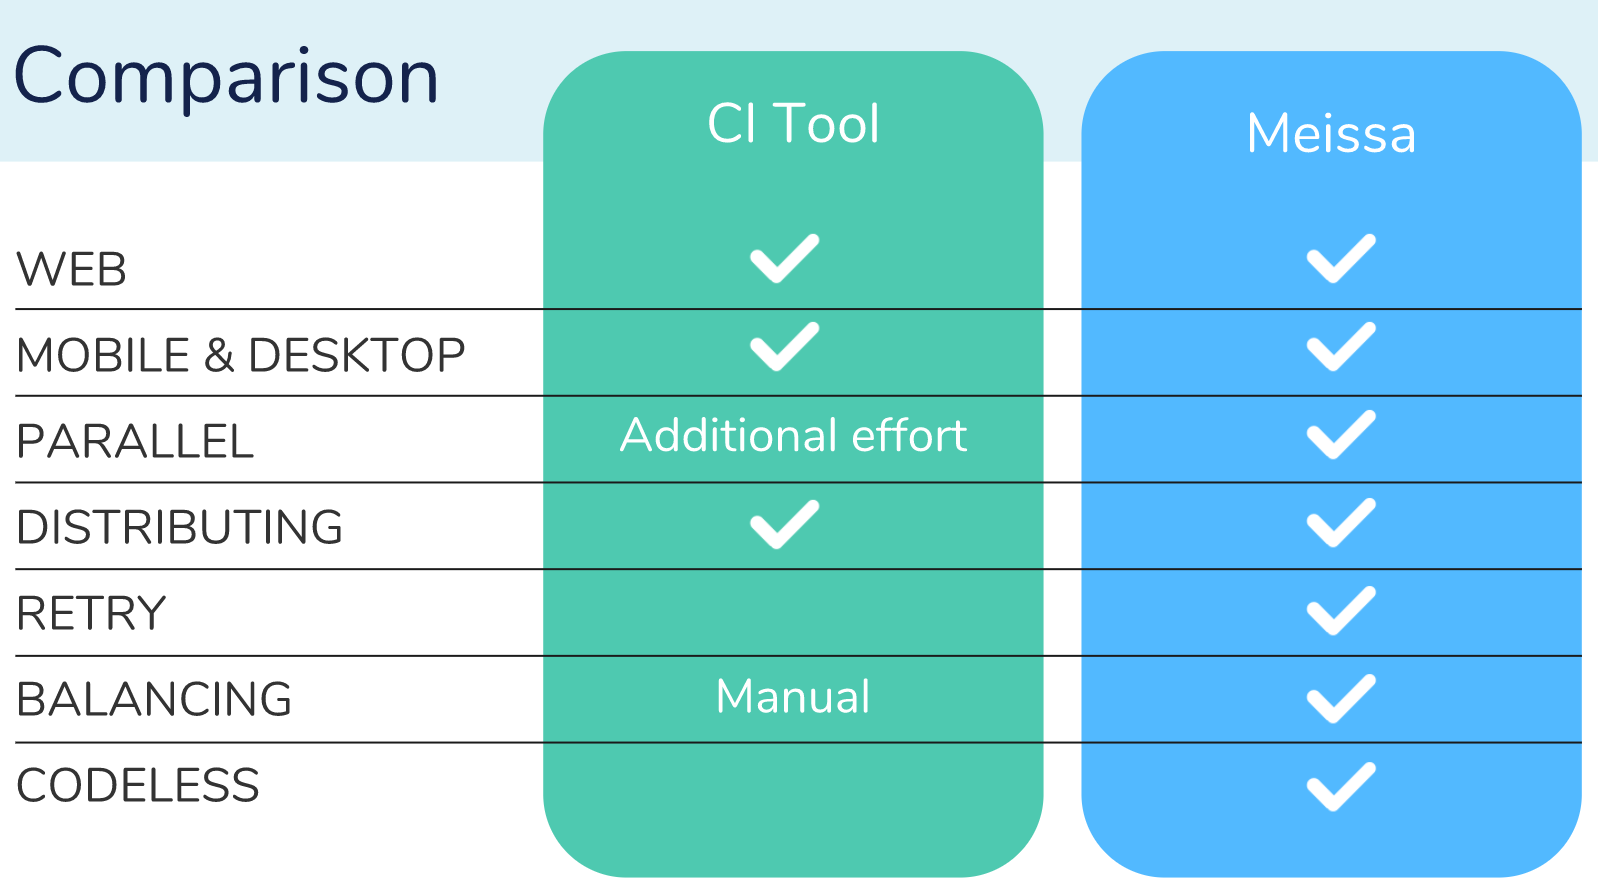 Comparison
CI Tool
Meissa
WEB
MOBILE & DESKTOP
PARALLEL
Additional effort
DISTRIBUTING
RETRY
BALANCING
Manual
CODELESS